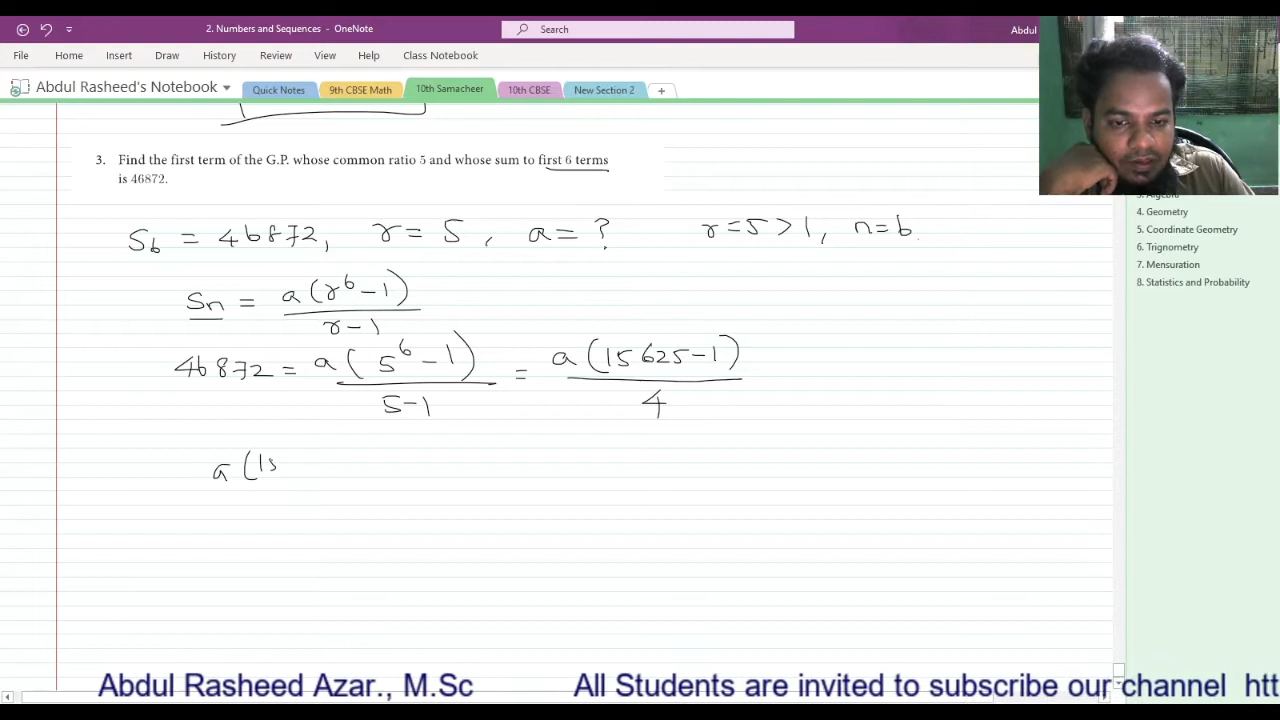 2. Numbers and Sequences - OneNote
Search
Abdul
File Home Insert Draw History Review View Help Class Notebook
Abdul Rasheed's Notebook
Quick Notes 9th CBSE Math 10th Samacheer 10th CBSE New Section 2 +
3. Algebra
4. Geometry
5. Coordinate Geometry
6. Trignometry
7. Mensuration
8. Statistics and Probability
3. Find the first term of the G.P. whose common ratio 5 and whose sum to first 6 terms
is 46872.
S6 = 46872, r = 5, a = ? r = 5 > 1, n = 6.
Sn = a(r^6 - 1) / r - 1
46872 = a(5^6 - 1) / 5-1 = a(15625-1) / 4
a (15
Abdul Rasheed Azar., M.Sc All Students are invited to subscribe our channel htt